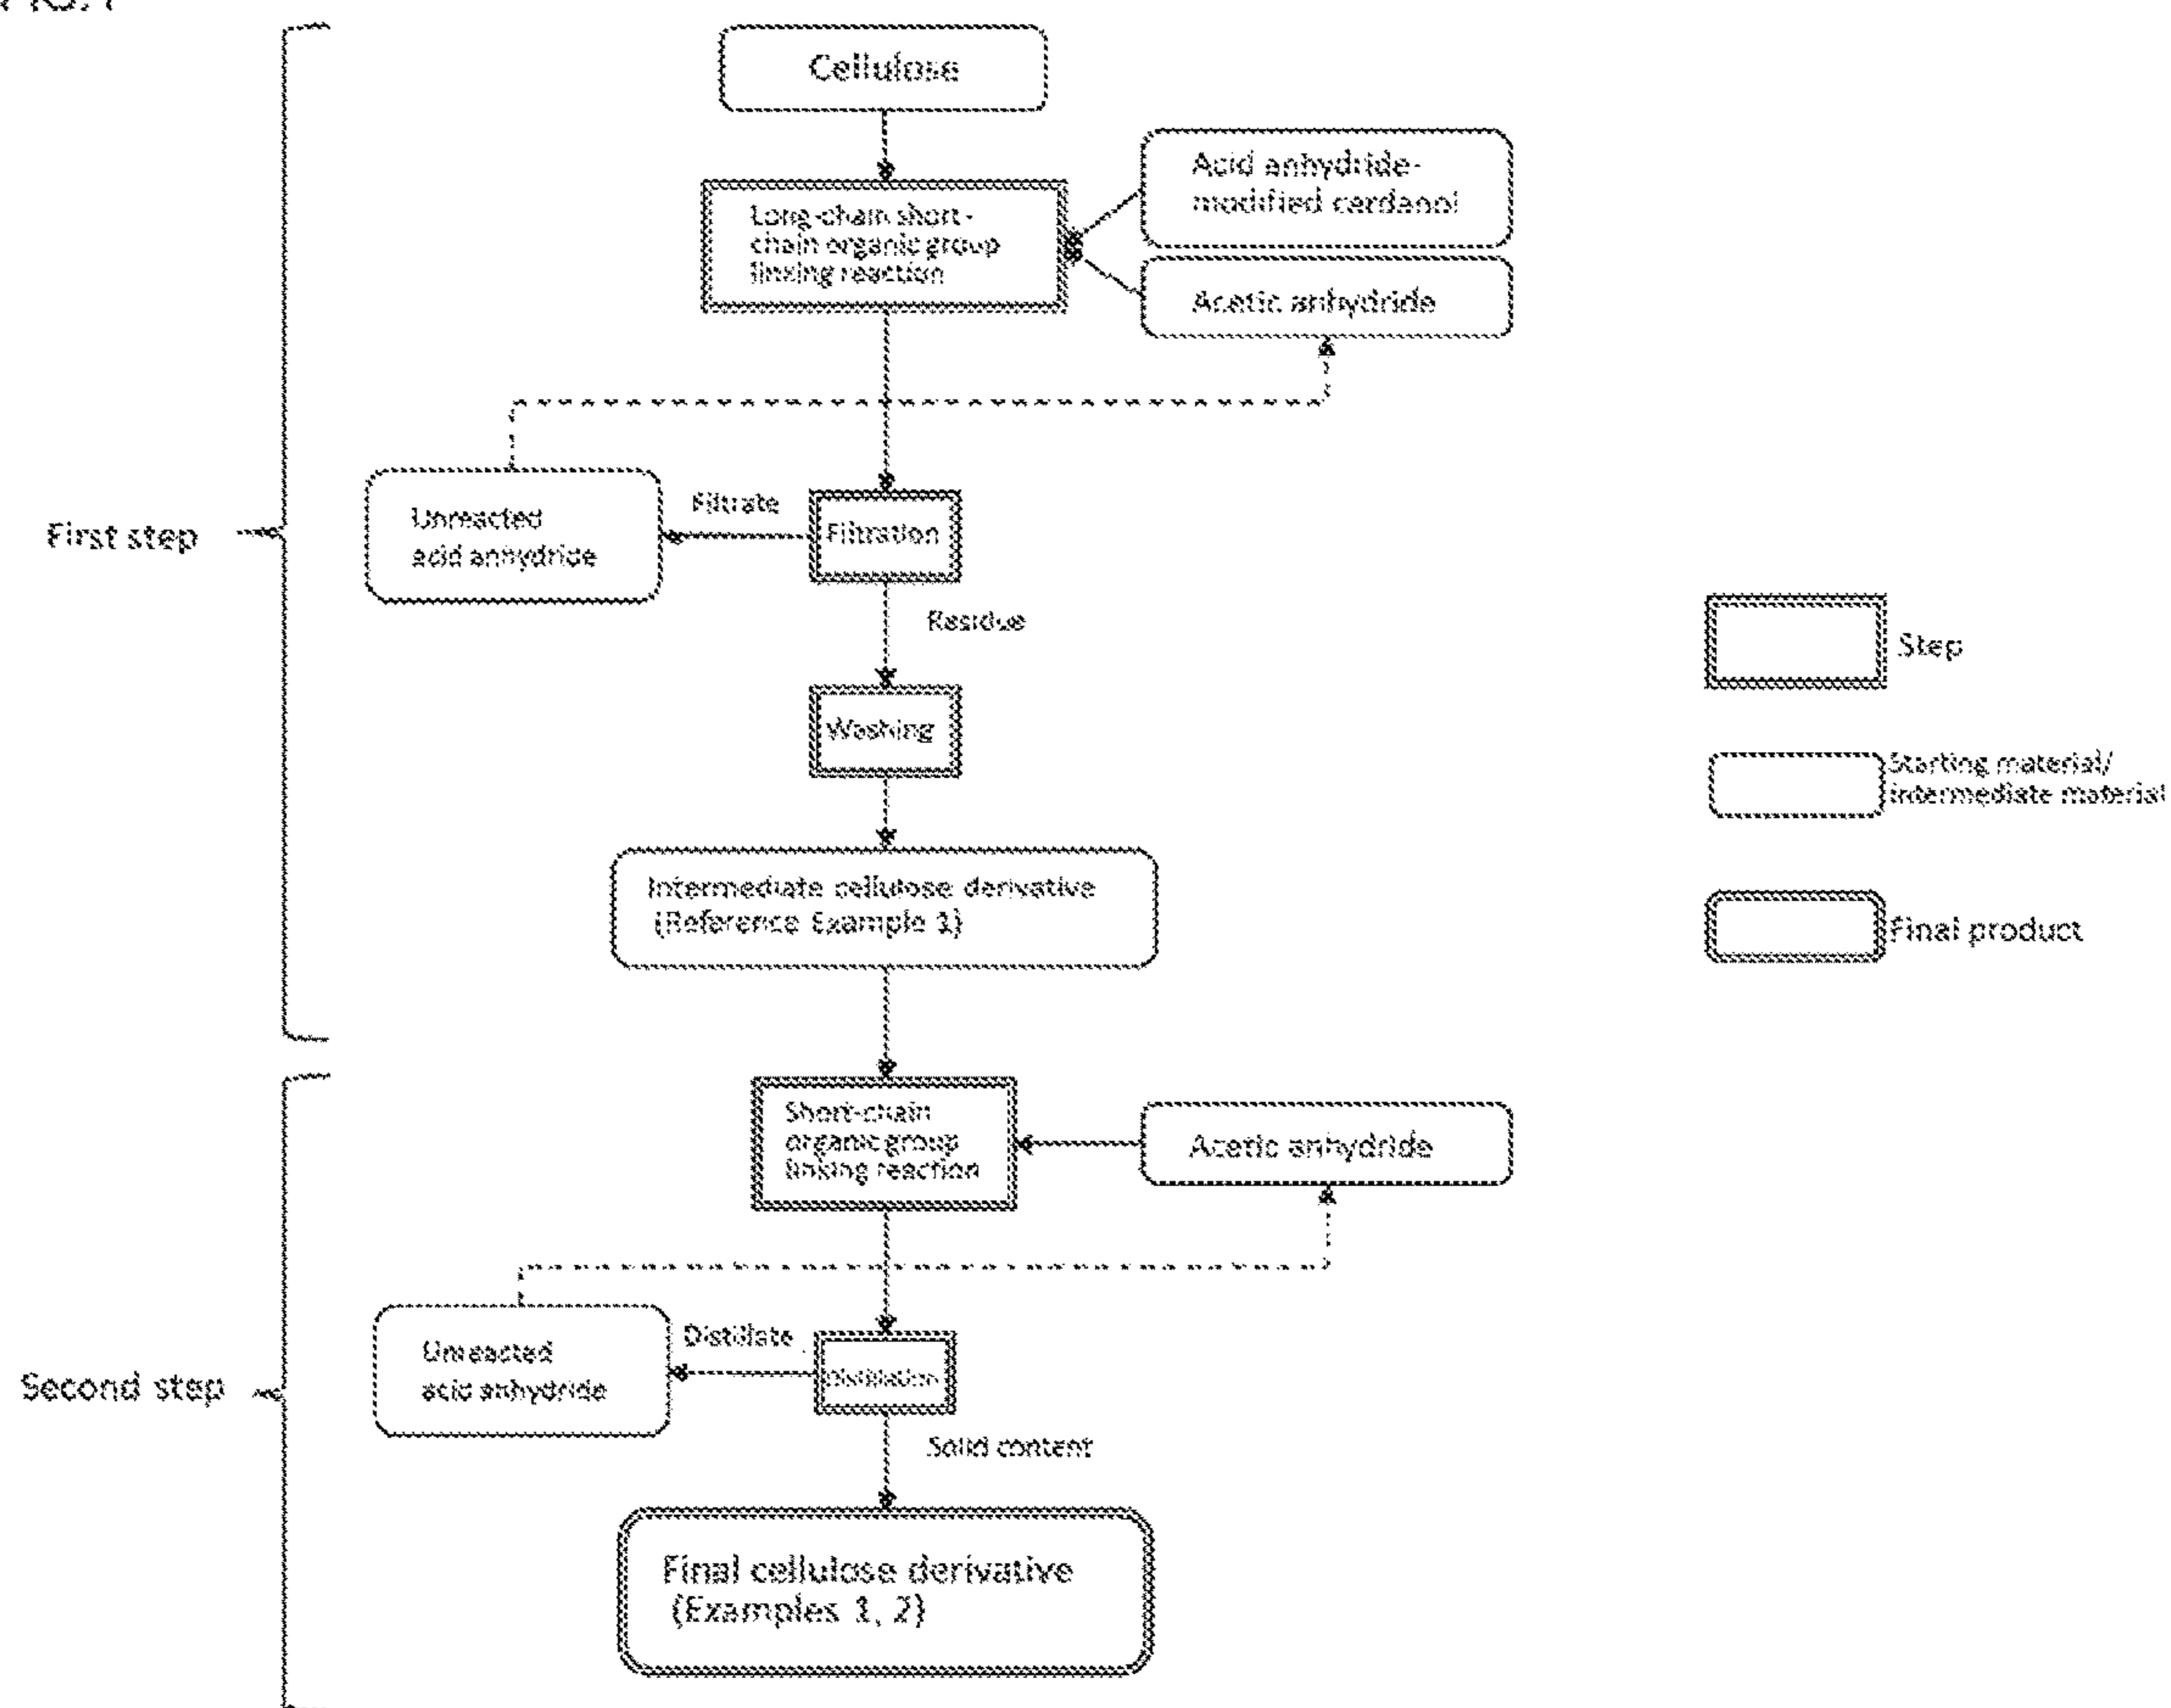 Cellulose
Acid anhydride-
modified cardanol
Long-chain short-
chain organic group
linking reaction
Acetic anhydride
Unreacted
acid anhydride
Filtrate
Filtration
First step
Residue
Step
Washing
Starting material/
intermediate material
Intermediate cellulose derivative
(Reference Example 1)
Final product
Short-chain
organic group
linking reaction
Acetic anhydride
Unreacted
acid anhydride
Distillate
Distillation
Second step
Solid content
Final cellulose derivative
(Examples 1, 2)